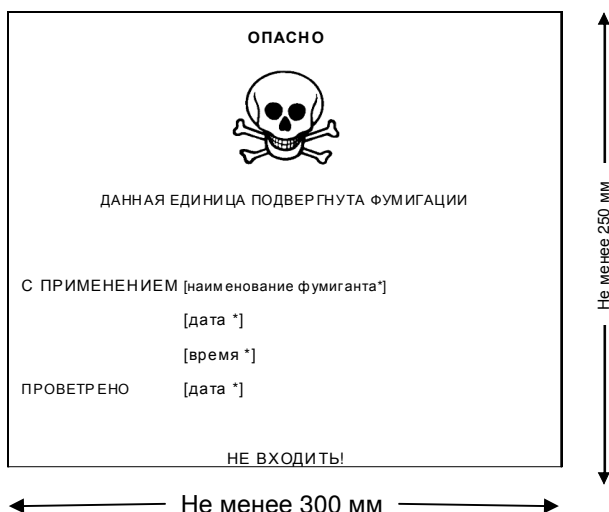 ОПАСНО
ДАННАЯ ЕДИНИЦА ПОДВЕРГНУТА ФУМИГАЦИИ
С ПРИМЕНЕНИЕМ [наименование фумиганта*]
[дата *]
[время *]
ПРОВЕТРЕНО [дата *]
НЕ ВХОДИТЬ!
Не менее 250 мм
Не менее 300 мм